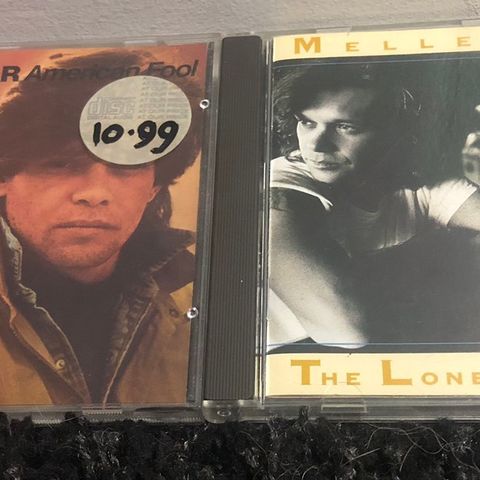 R American Fool
DISC
10.99
MELLE
THE LONE